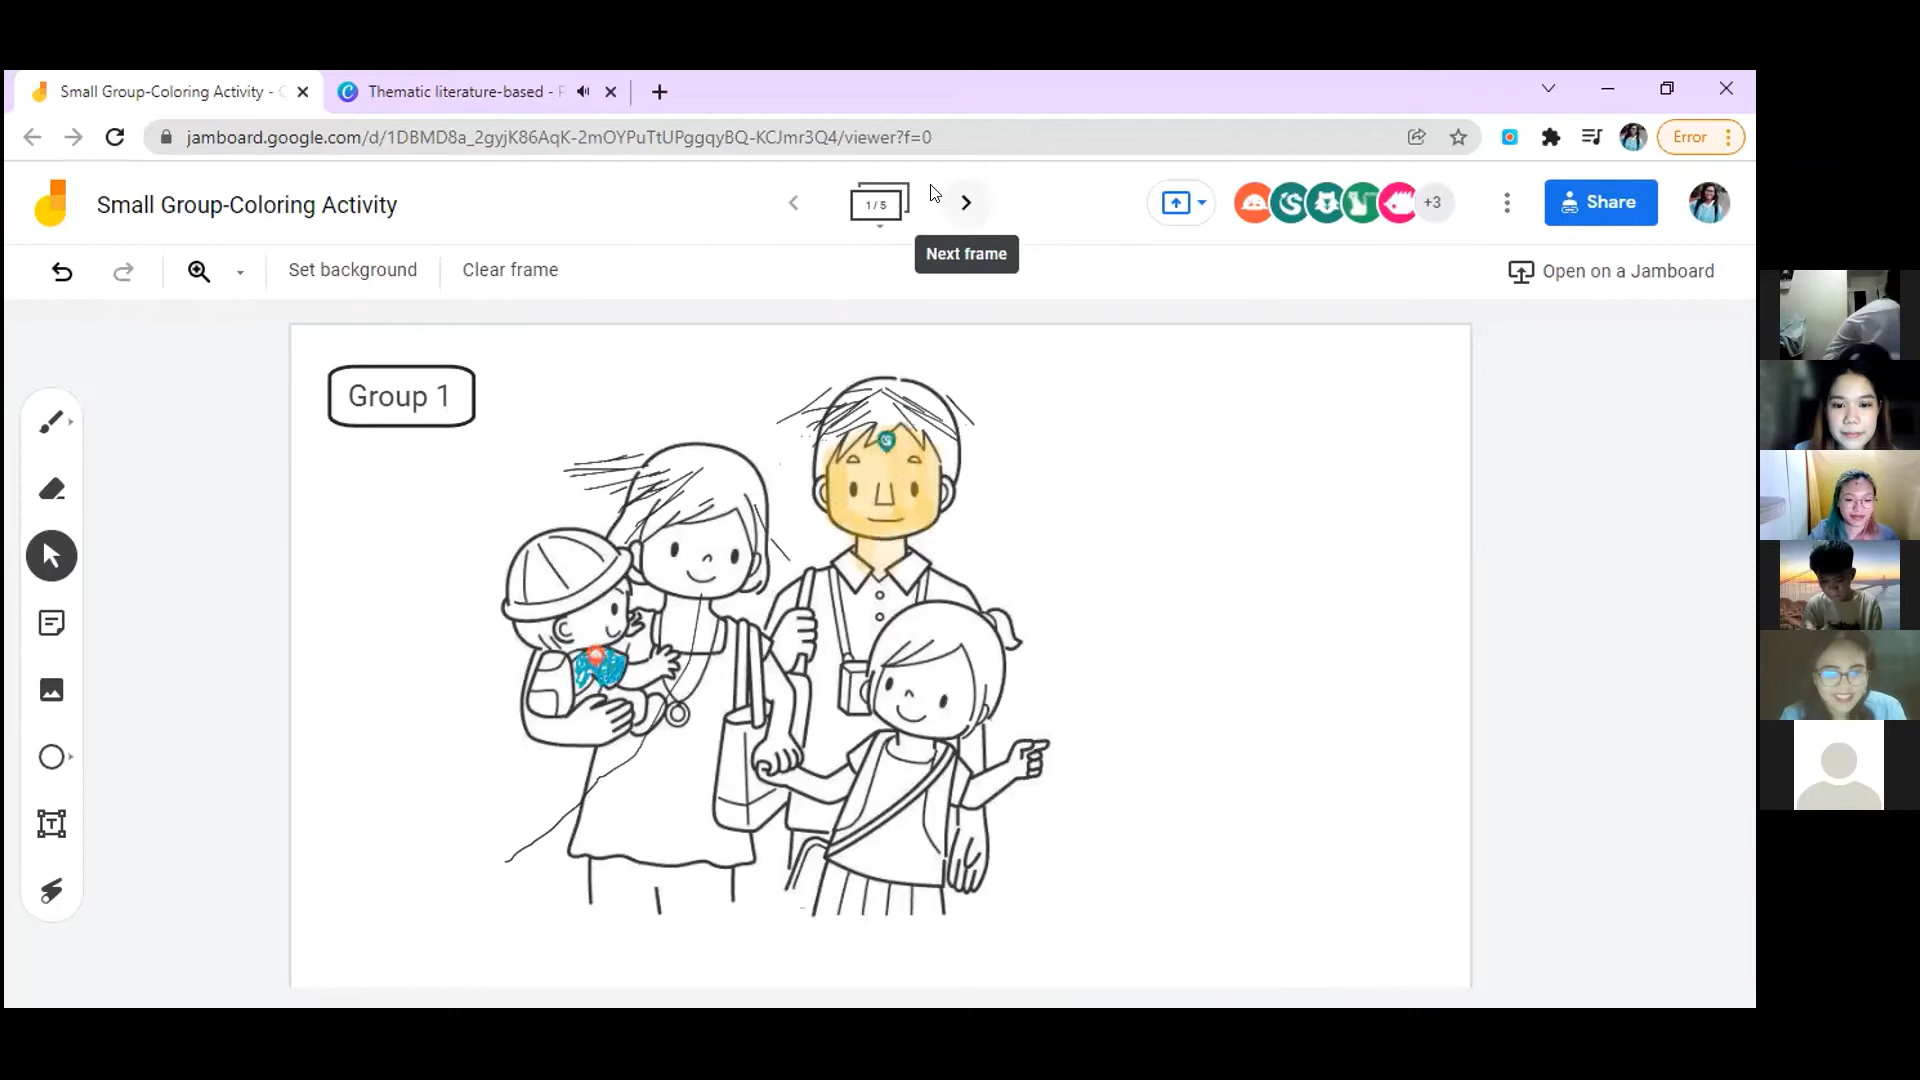 Small Group-Coloring Activity -
Thematic literature-based -
jamboard.google.com/d/1DBMD8a_2gyjK86AqK-2mOYPuTtUPggqyBQ-KCJmr3Q4/viewer?f=0
Error
Small Group-Coloring Activity
1 / 5
+3
Share
Next frame
Set background
Clear frame
Open on a Jamboard
Group 1